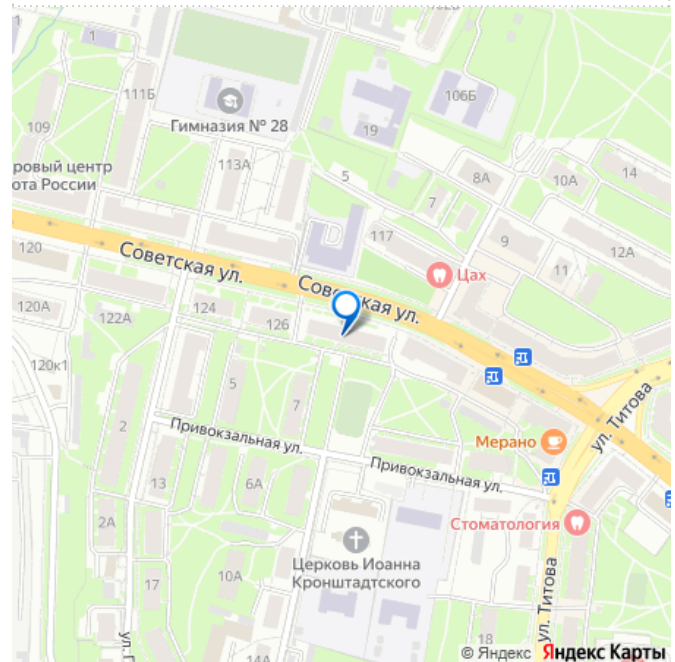 1
1
111Б
106Б
Гимназия № 28
19
109
113А
ровый центр
ота России
5
14
8А
10А
7
117
9
12А
120
Советская ул.
11
Цах
Советская ул.
120А
122А
124
126
120к1
5
7
2
ул. Титова
Мерано
Привокзальная ул.
Привокзальная ул.
13
6А
Стоматология
2А
Церковь Иоанна
Кронштадтского
10А
17
ул. Титова
18
14А
© Яндекс Яндекс Карты